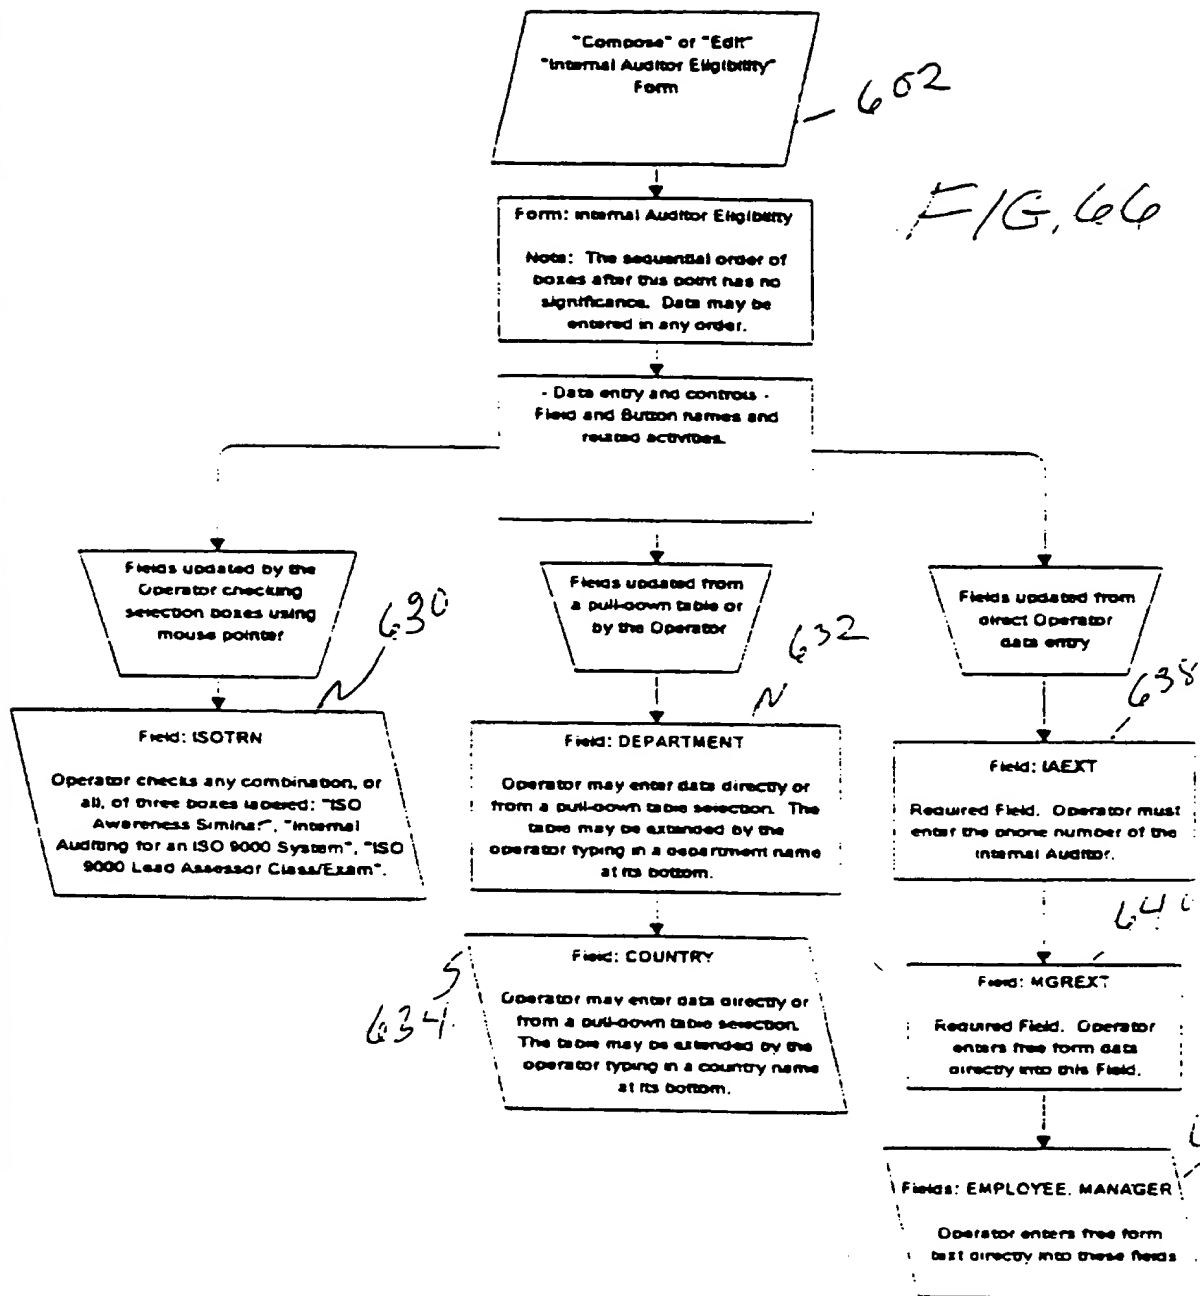 "Compose" or "Edit"
"Internal Auditor Eligibility"
Form
602
FIG. 66
Form: Internal Auditor Eligibility
Note: The sequential order of
boxes after this point has no
significance. Data may be
entered in any order.
- Data entry and controls -
Field and Button names and
related activities.
Fields updated by the
Operator checking
selection boxes using
mouse pointer
630
Field: ISOTRN
Operator checks any combination, or
all, of three boxes labered: "ISO
Awareness Siminar", "Internal
Auditing for an ISO 9000 System", "ISO
9000 Lead Assessor Class/Exam".
Fields updated from
a pull-down table or
by the Operator
632
Field: DEPARTMENT
Operator may enter data directly or
from a pull-down table selection. The
table may be extended by the
operator typing in a department name
at its bottom.
634
Field: COUNTRY
Operator may enter data directly or
from a pull-down table selection.
The table may be extended by the
operator typing in a country name
at its bottom.
Fields updated from
direct Operator
data entry
638
Field: IAEXT
Required Field. Operator must
enter the phone number of the
Internal Auditor.
Field: MGREXT
Required Field. Operator
enters free form data
directly into this Field.
Fields: EMPLOYEE. MANAGER
Operator enters free form
text directly into these fields